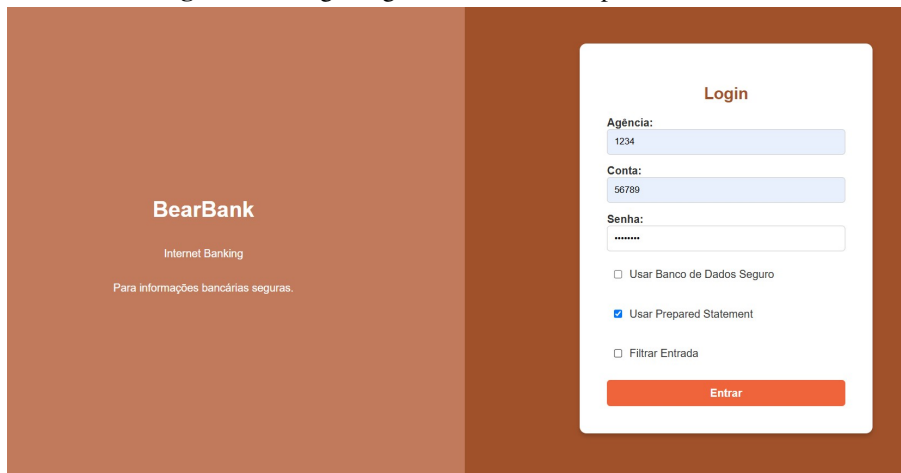 BearBank
Internet Banking
Para informações bancárias seguras.
Login
Agência:
1234
Conta:
56789
Senha:
••••••••
Usar Banco de Dados Seguro
Usar Prepared Statement
Filtrar Entrada
Entrar